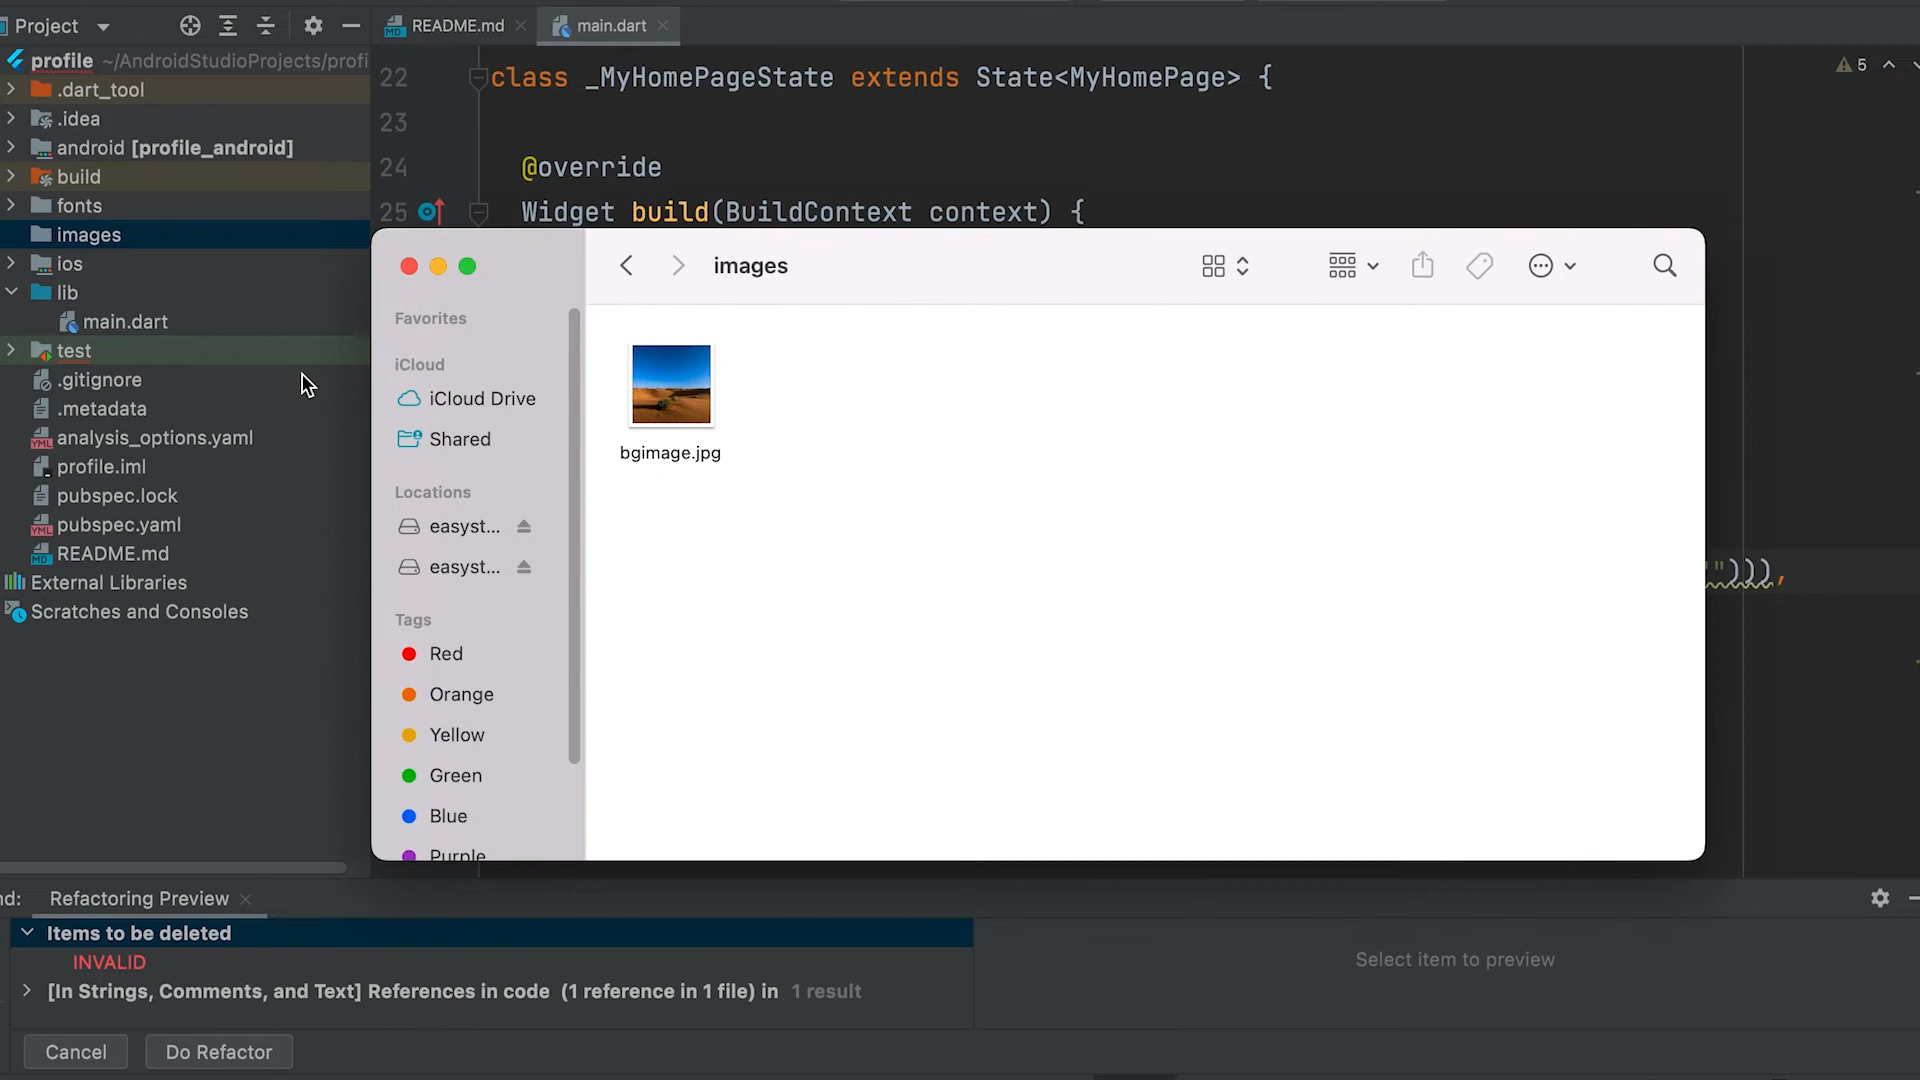 Project
README.md
main.dart
profile ~/AndroidStudioProjects/profi
.dart_tool
.idea
android [profile_android]
build
fonts
images
ios
lib
main.dart
test
.gitignore
.metadata
analysis_options.yaml
profile.iml
pubspec.lock
pubspec.yaml
README.md
External Libraries
Scratches and Consoles
22 class _MyHomePageState extends State<MyHomePage> {
23
24 @override
25 Widget build(BuildContext context) {
5
"))),
images
Favorites
iCloud
iCloud Drive
Shared
Locations
easyst...
easyst...
Tags
Red
Orange
Yellow
Green
Blue
Purple
bgimage.jpg
nd: Refactoring Preview
Items to be deleted
INVALID
[In Strings, Comments, and Text] References in code (1 reference in 1 file) in 1 result
Select item to preview
Cancel
Do Refactor